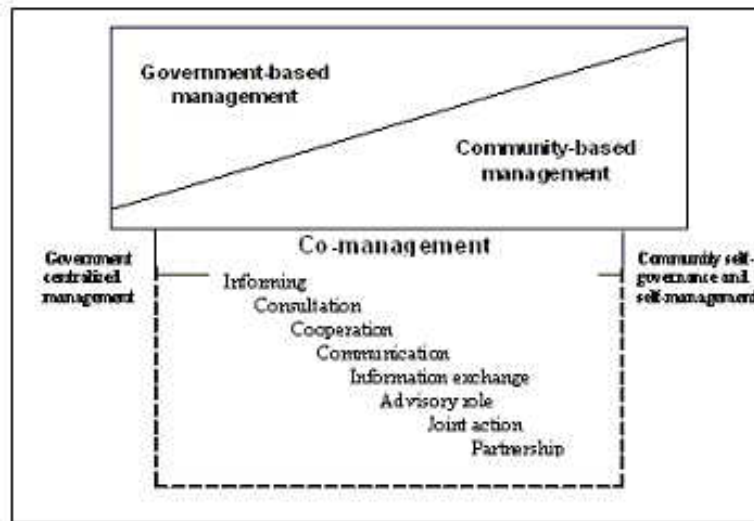 Government-based
management
Community-based
management
Co-management
Government
centralized
management
Community self-
governance and
self-management
Informing
Consultation
Cooperation
Communication
Information exchange
Advisory role
Joint action
Partnership